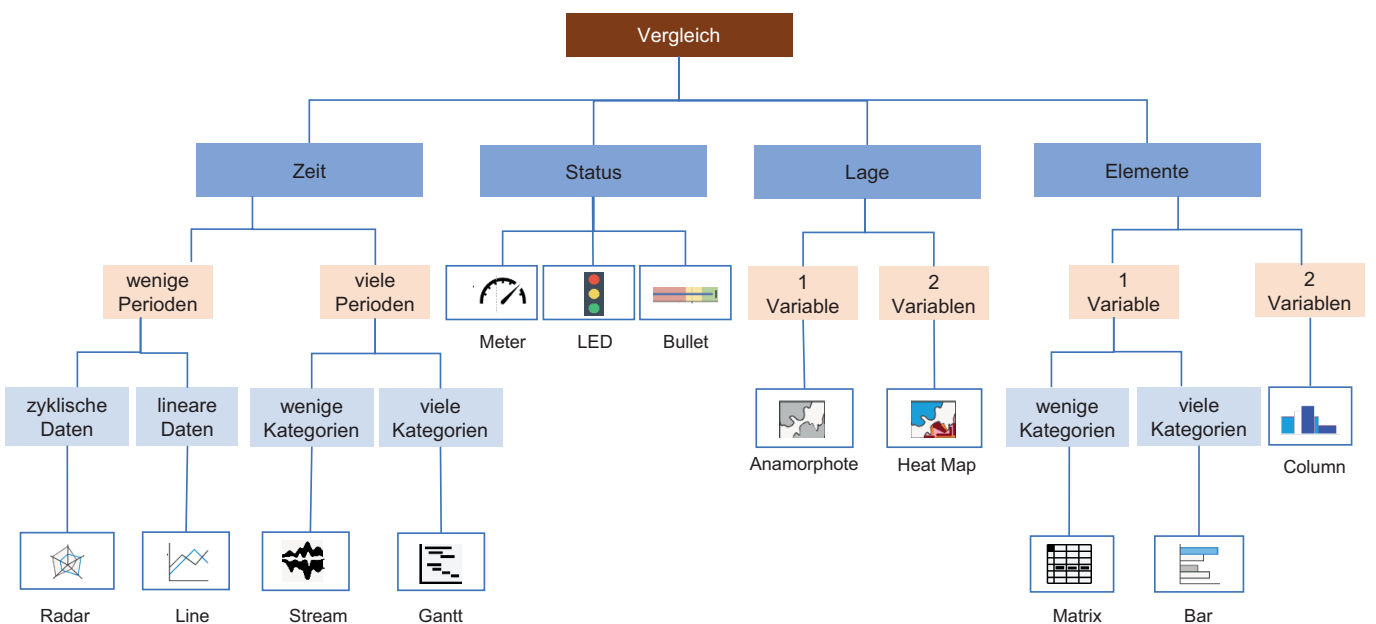 Vergleich
Zeit
Status
Lage
Elemente
wenige
Perioden
viele
Perioden
Meter
LED
Bullet
1
Variable
2
Variablen
1
Variable
2
Variablen
zyklische
Daten
lineare
Daten
wenige
Kategorien
viele
Kategorien
Anamorphote
Heat Map
wenige
Kategorien
viele
Kategorien
Column
Radar
Line
Stream
Gantt
Matrix
Bar